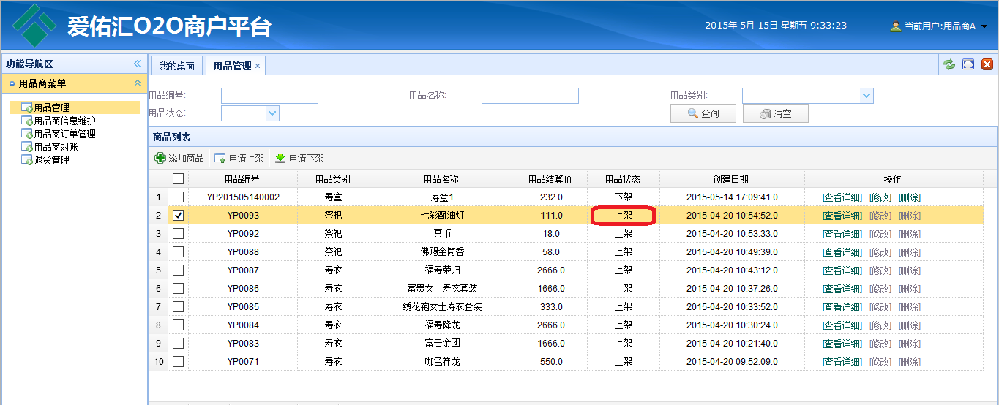 爱佑汇O2O商户平台
2015年 5月 15日 星期五 9:33:23
当前用户:用品商A
功能导航区
用品商菜单
用品管理
用品商信息维护
用品商订单管理
用品商对账
退货管理
我的桌面 用品管理
用品编号: 用品名称: 用品类别:
用品状态: 查询 清空
商品列表
添加商品 申请上架 申请下架
用品编号 用品类别 用品名称 用品结算价 用品状态 创建日期 操作
1 YP201505140002 寿盒 寿盒1 232.0 下架 2015-05-14 17:09:41.0 [查看详细] [修改] [删除]
2 YP0093 祭祀 七彩酥油灯 111.0 上架 2015-04-20 10:54:52.0 [查看详细] [修改] [删除]
3 YP0092 祭祀 冥币 18.0 上架 2015-04-20 10:53:33.0 [查看详细] [修改] [删除]
4 YP0088 祭祀 佛赐金筒香 58.0 上架 2015-04-20 10:49:39.0 [查看详细] [修改] [删除]
5 YP0087 寿衣 福寿荣归 2666.0 上架 2015-04-20 10:43:12.0 [查看详细] [修改] [删除]
6 YP0086 寿衣 富贵女士寿衣套装 1666.0 上架 2015-04-20 10:37:26.0 [查看详细] [修改] [删除]
7 YP0085 寿衣 绣花袍女士寿衣套装 333.0 上架 2015-04-20 10:33:52.0 [查看详细] [修改] [删除]
8 YP0084 寿衣 福寿降龙 2666.0 上架 2015-04-20 10:30:24.0 [查看详细] [修改] [删除]
9 YP0083 寿衣 富贵金团 1666.0 上架 2015-04-20 10:21:40.0 [查看详细] [修改] [删除]
10 YP0071 寿衣 咖色祥龙 550.0 上架 2015-04-20 09:52:09.0 [查看详细] [修改] [删除]